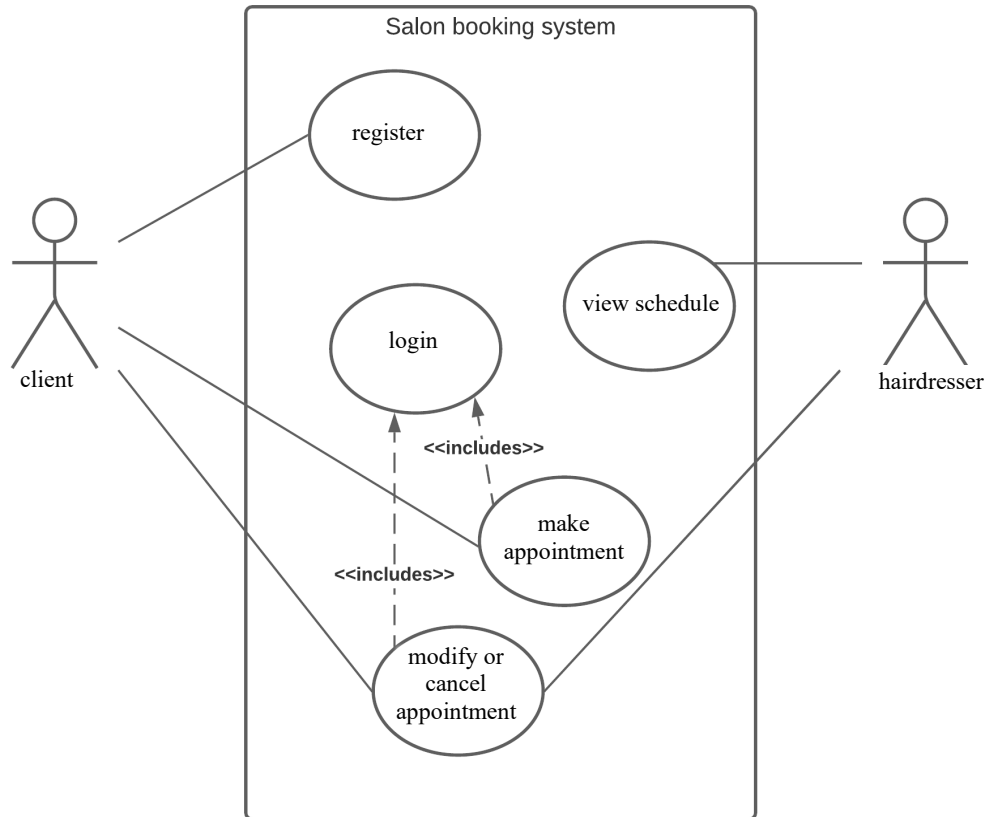 Salon booking system
register
view schedule
login
client
hairdresser
<<includes>>
make
appointment
<<includes>>
modify or
cancel
appointment